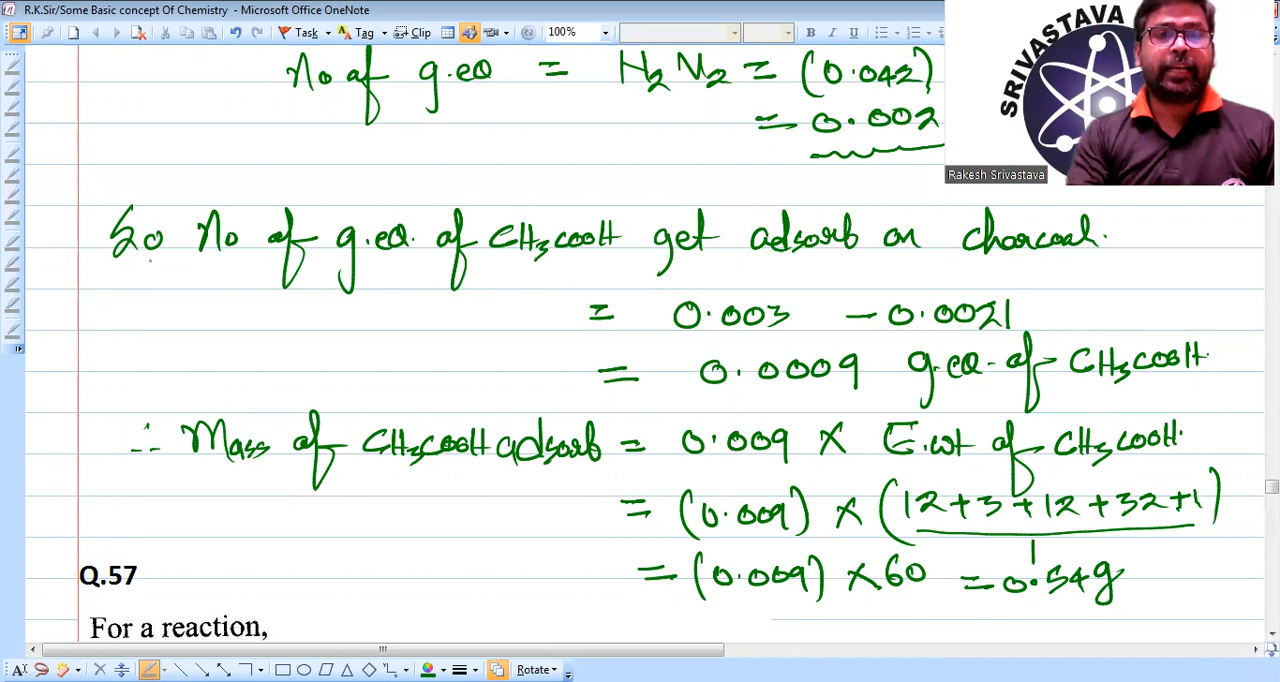 R.K.Sir/Some Basic concept Of Chemistry - Microsoft Office OneNote
Task Tag Clip 100% B I U
No of g.eq = N₂V₂ = (0.042)
= 0.002
SRIVASTAVA
Rakesh Srivastava
So No of g.eq. of CH₃COOH get adsorb on charcoal.
= 0.003 - 0.0021
= 0.0009 g.eq. of CH₃COOH.
∴ Mass of CH₃COOH adsorb = 0.009 × E.wt of CH₃COOH.
= (0.009) × (12+3+12+32+1)
1
= (0.009) × 60 = 0.54g
Q.57
For a reaction,
Rotate